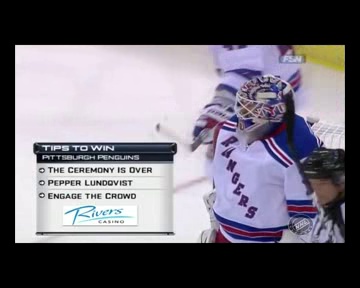 FSN
TIPS TO WIN
PITTSBURGH PENGUINS
THE CEREMONY IS OVER
PEPPER LUNDQVIST
ENGAGE THE CROWD
Rivers
CASINO
RANGERS